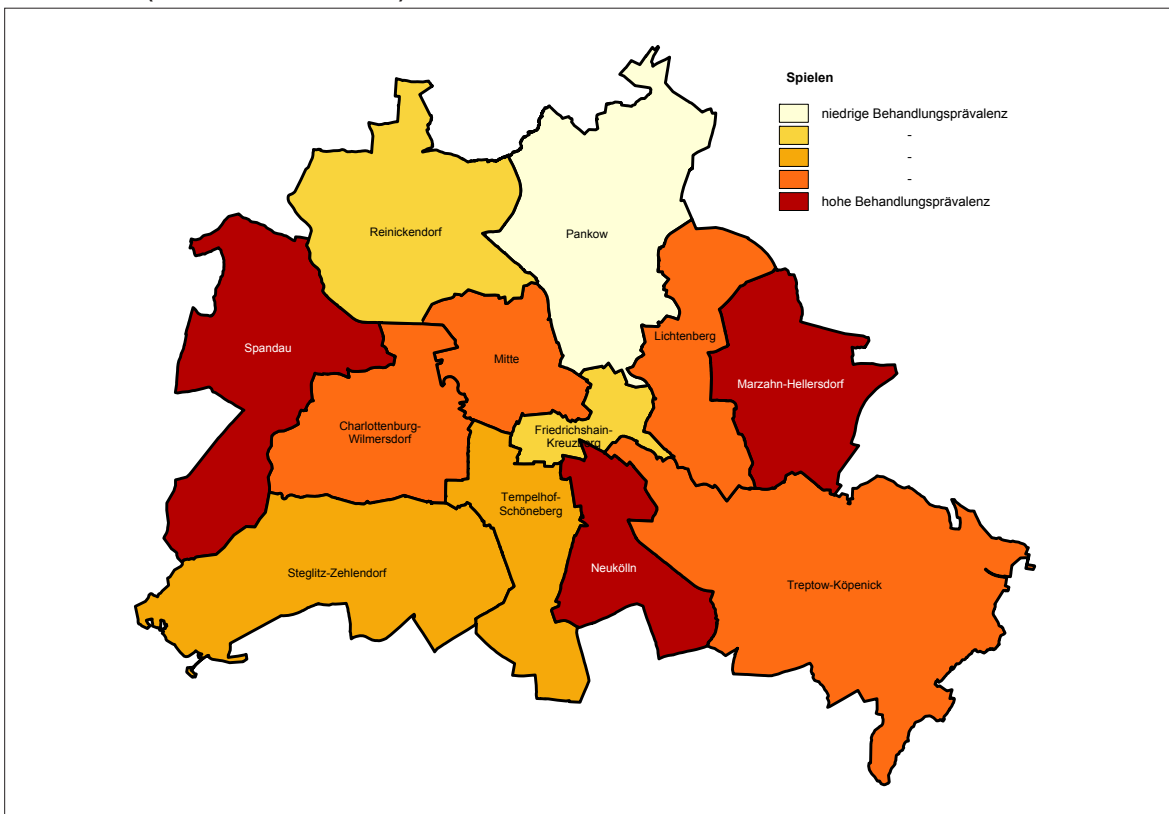 Spielen
niedrige Behandlungsprävalenz
-
-
-
hohe Behandlungsprävalenz
Reinickendorf
Pankow
Spandau
Mitte
Lichtenberg
Marzahn-Hellersdorf
Charlottenburg-
Wilmersdorf
Friedrichshain-
Kreuzberg
Tempelhof-
Schöneberg
Steglitz-Zehlendorf
Neukölln
Treptow-Köpenick